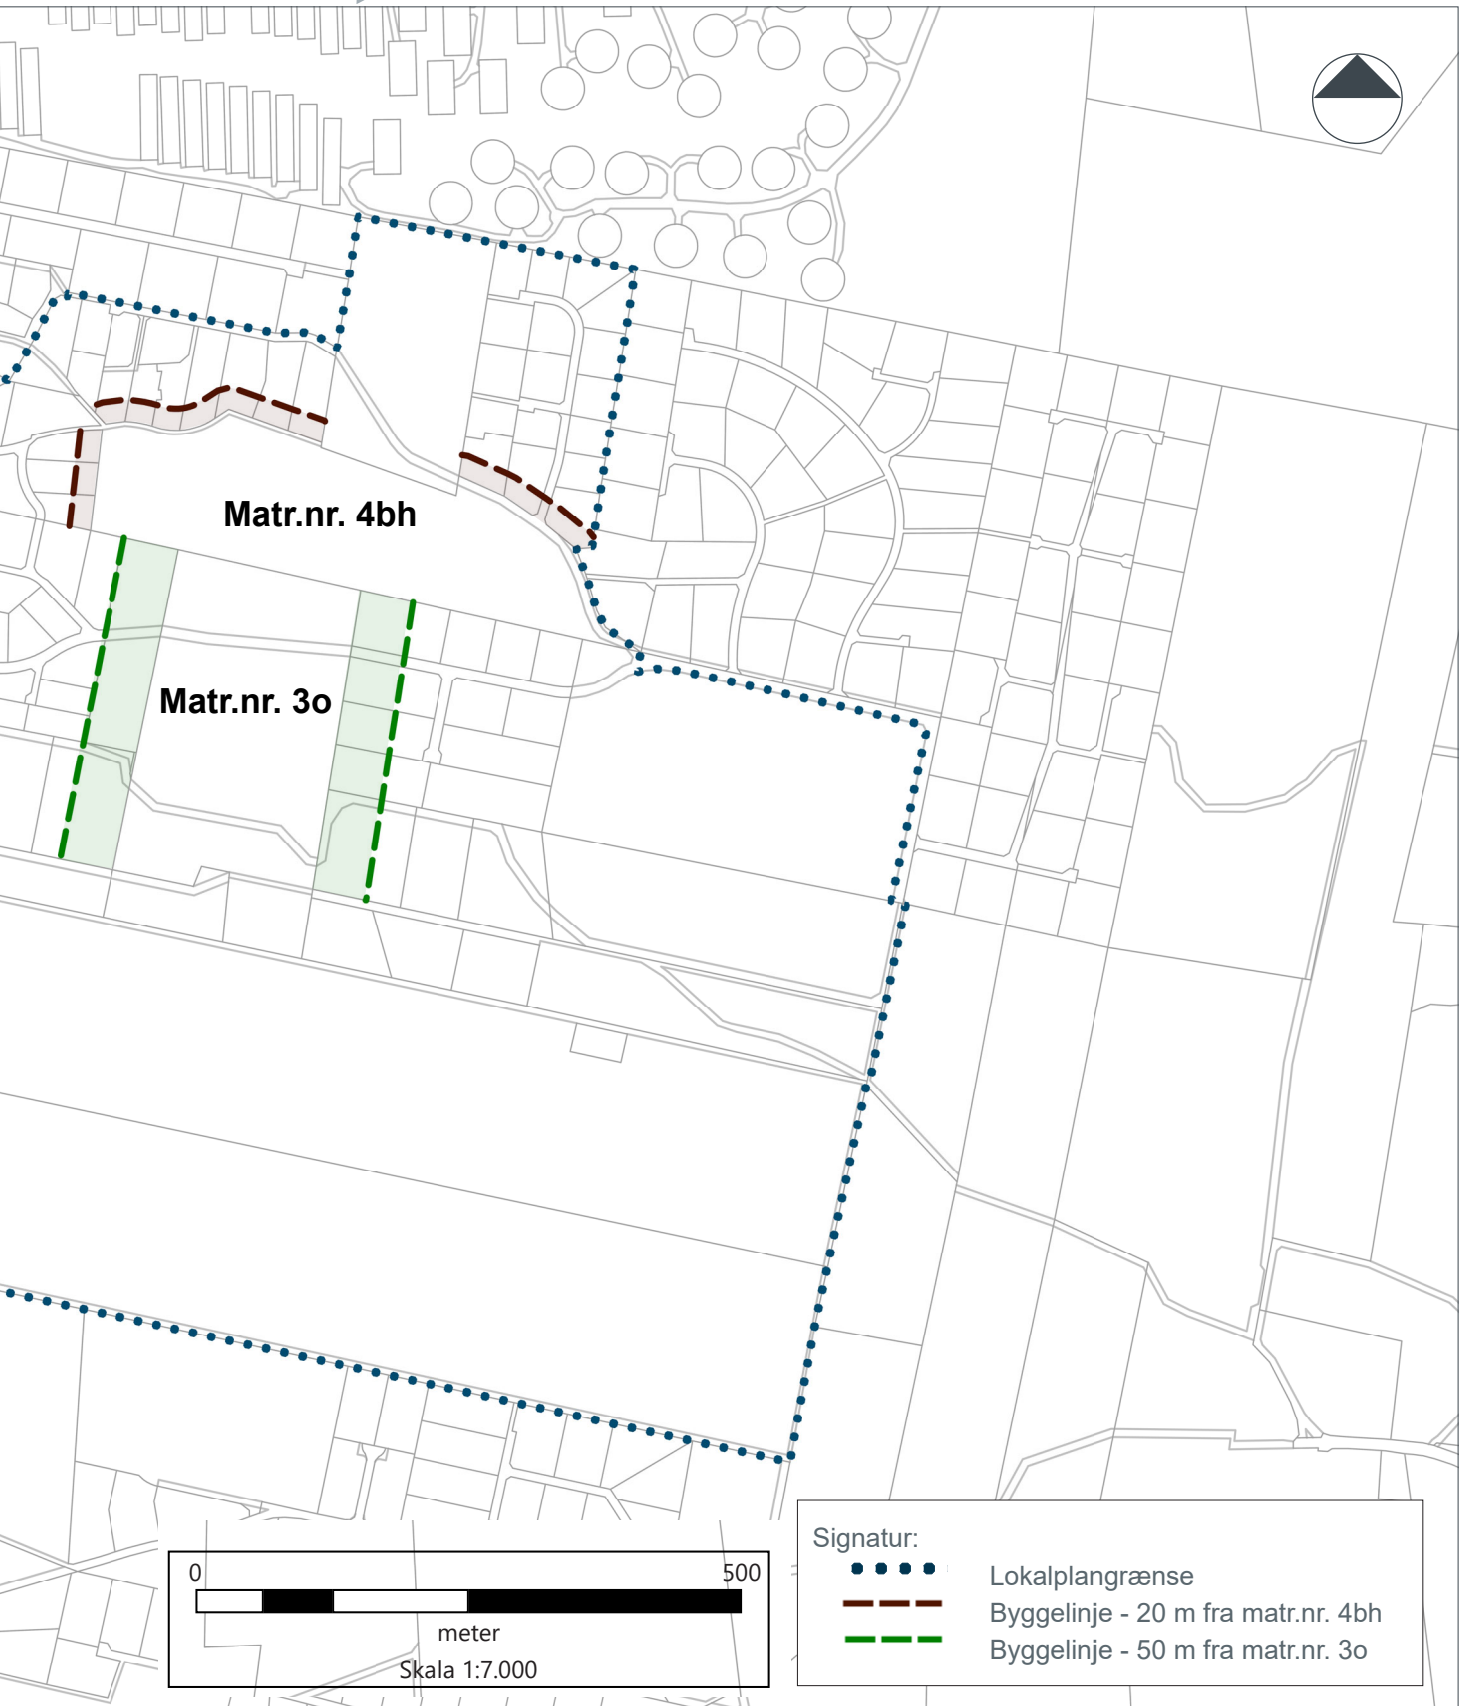 Matr.nr. 4bh
Matr.nr. 3o
0 500
meter
Skala 1:7.000
Signatur:
Lokalplangrænse
Byggelinje - 20 m fra matr.nr. 4bh
Byggelinje - 50 m fra matr.nr. 3o